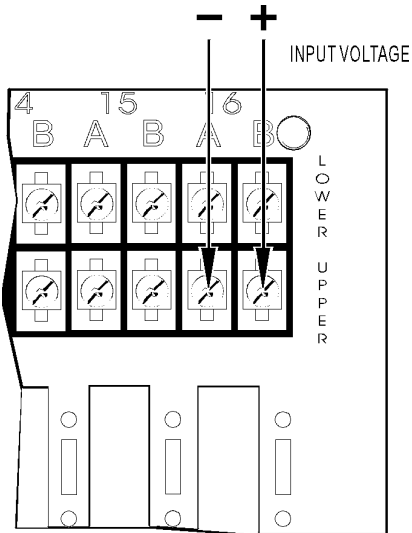 − +
INPUT VOLTAGE
4 15 16
B A B A B
LOWER
UPPER